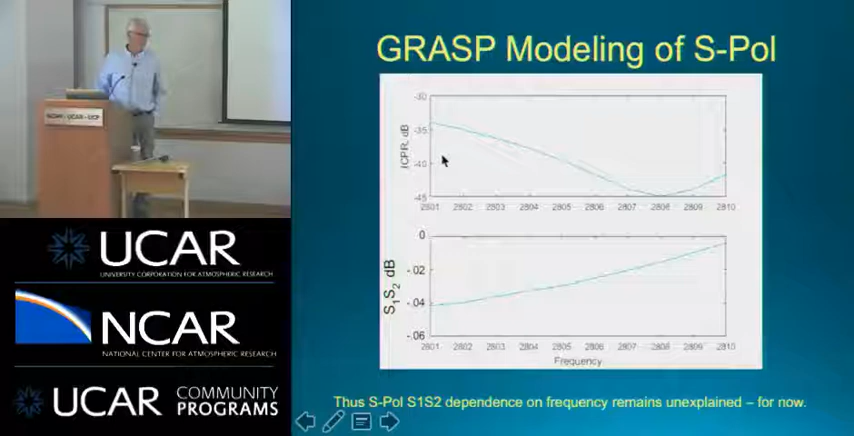 GRASP Modeling of S-Pol
-30
-35
-40
-45
ICPR, dB
2801 2802 2803 2804 2805 2806 2807 2808 2809 2810
0
-.02
-.04
-.06
S1S2 dB
2801 2802 2803 2804 2805 2806 2807 2808 2809 2810
Frequency
Thus S-Pol S1S2 dependence on frequency remains unexplained – for now.
NCAR - UCAR - UCP
UCAR
UNIVERSITY CORPORATION FOR ATMOSPHERIC RESEARCH
NCAR
NATIONAL CENTER FOR ATMOSPHERIC RESEARCH
UCAR COMMUNITY
PROGRAMS